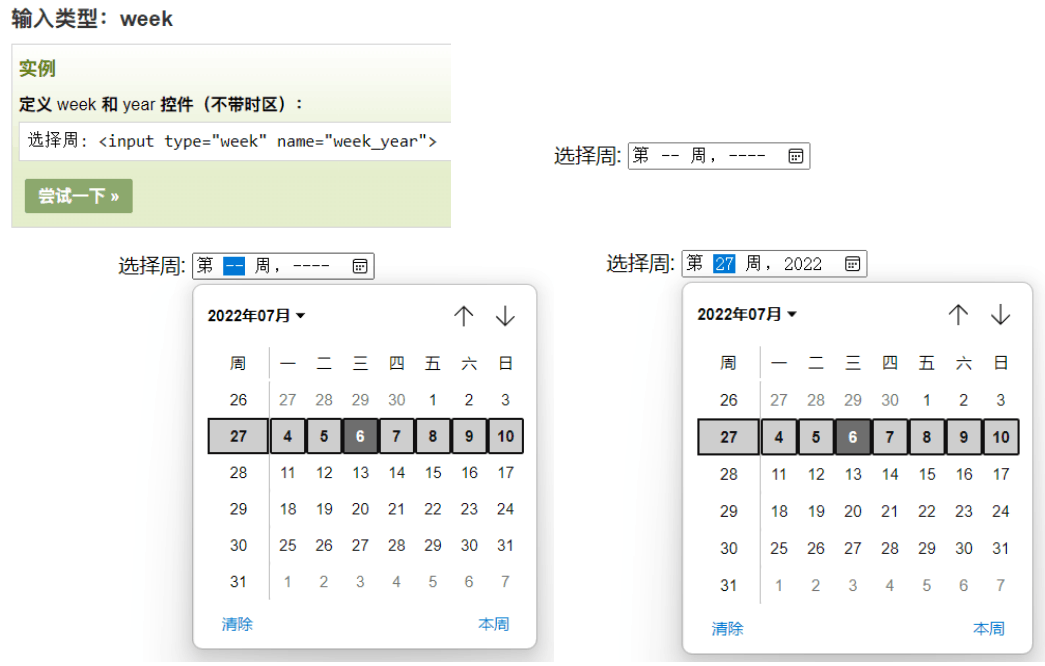 输入类型：week
实例
定义 week 和 year 控件（不带时区）：
选择周: <input type="week" name="week_year">
尝试一下 »
选择周: 第 -- 周，----
选择周: 第 -- 周，----
2022年07月
周 一 二 三 四 五 六 日
26 27 28 29 30 1 2 3
27 4 5 6 7 8 9 10
28 11 12 13 14 15 16 17
29 18 19 20 21 22 23 24
30 25 26 27 28 29 30 31
31 1 2 3 4 5 6 7
清除 本周
选择周: 第 27 周，2022
2022年07月
周 一 二 三 四 五 六 日
26 27 28 29 30 1 2 3
27 4 5 6 7 8 9 10
28 11 12 13 14 15 16 17
29 18 19 20 21 22 23 24
30 25 26 27 28 29 30 31
31 1 2 3 4 5 6 7
清除 本周